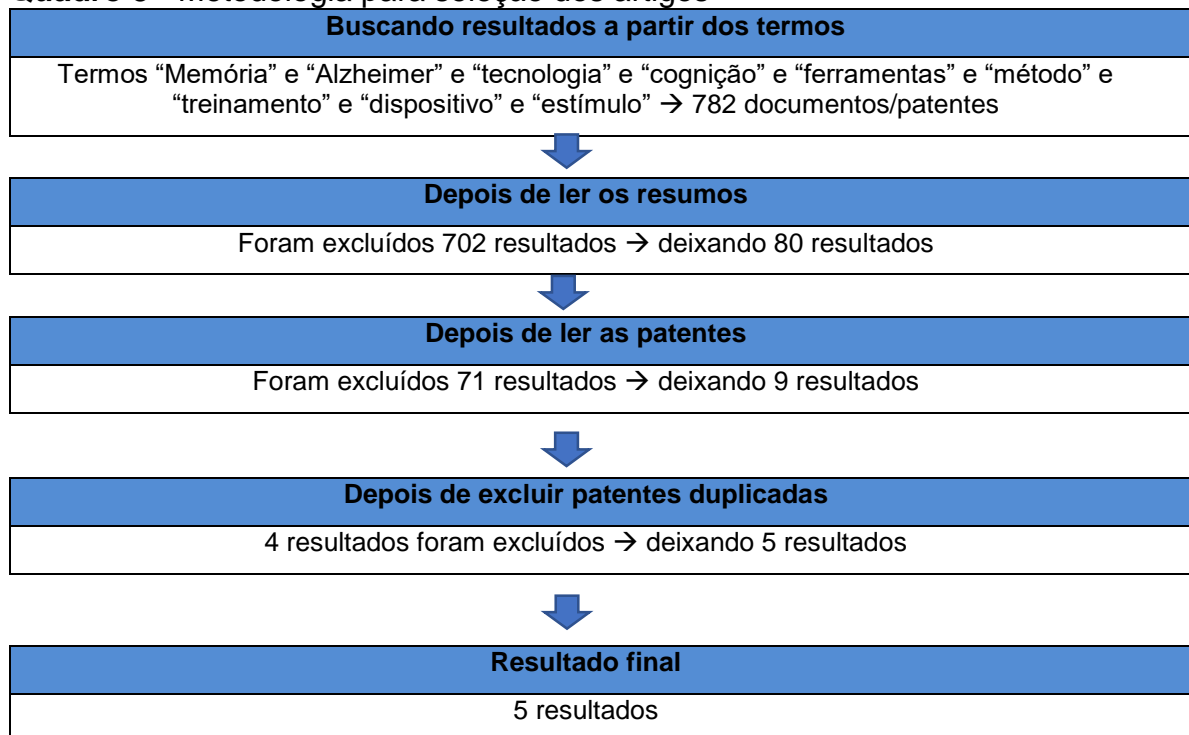 Buscando resultados a partir dos termos
Termos “Memória” e “Alzheimer” e “tecnologia” e “cognição” e “ferramentas” e “método” e
“treinamento” e “dispositivo” e “estímulo” → 782 documentos/patentes
Depois de ler os resumos
Foram excluídos 702 resultados → deixando 80 resultados
Depois de ler as patentes
Foram excluídos 71 resultados → deixando 9 resultados
Depois de excluir patentes duplicadas
4 resultados foram excluídos → deixando 5 resultados
Resultado final
5 resultados